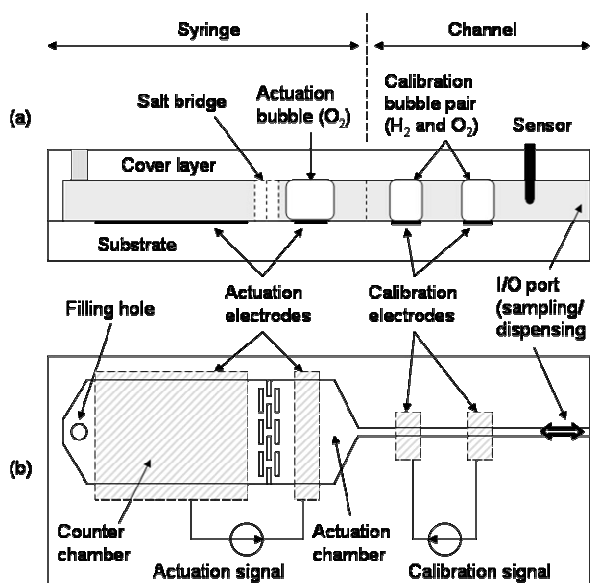 Syringe
Channel
(a)
Salt bridge
Actuation
bubble (O₂)
Calibration
bubble pair
(H₂ and O₂)
Sensor
Cover layer
Substrate
Filling hole
Actuation
electrodes
Calibration
electrodes
I/O port
(sampling/
dispensing
(b)
Counter
chamber
Actuation signal
Actuation
chamber
Calibration signal